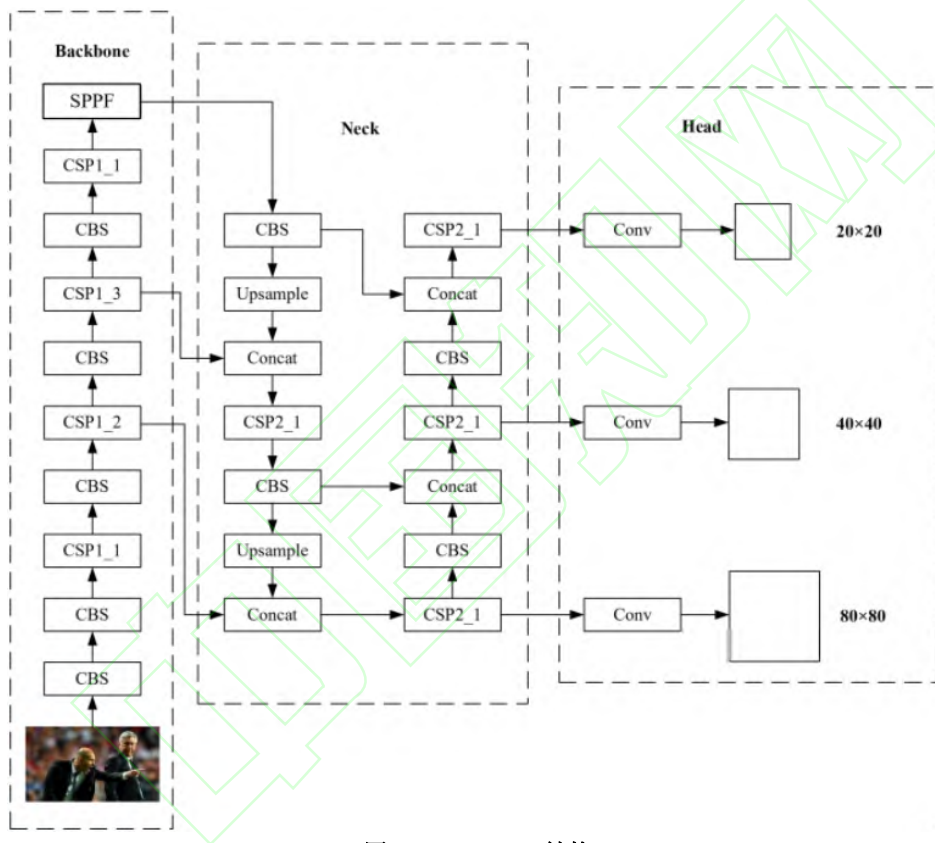 Backbone
SPPF
CSP1_1
CBS
CSP1_3
CBS
CSP1_2
CBS
CSP1_1
CBS
CBS
Neck
CBS
Upsample
Concat
CSP2_1
CBS
Upsample
Concat
CSP2_1
Concat
CBS
CSP2_1
Concat
CBS
CSP2_1
Head
Conv
20×20
Conv
40×40
Conv
80×80